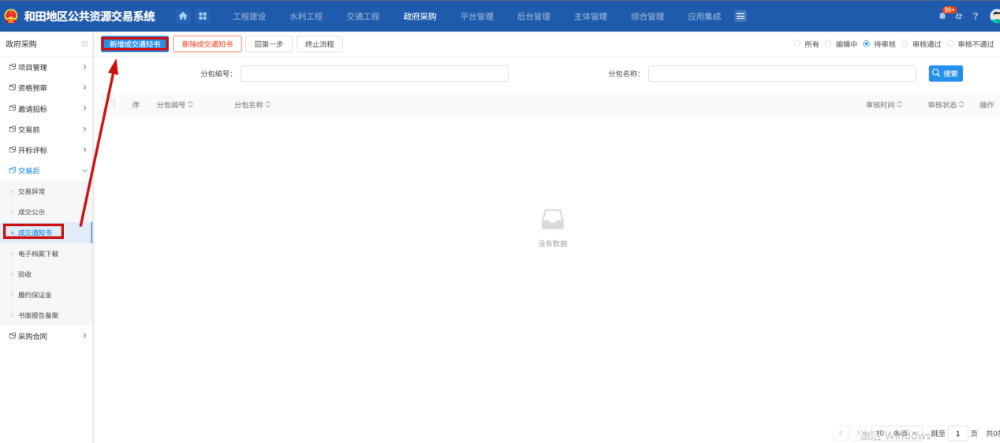 和田地区公共资源交易系统 工程建设 水利工程 交通工程 政府采购 平台管理 后台管理 主体管理 综合管理 应用集成 99+ ?
政府采购 新增成交通知书 删除成交通知书 回第一步 终止流程 所有 编辑中 待审核 审核通过 审核不通过
项目管理
分包编号: 分包名称: 搜索
资格预审
序 分包编号 分包名称 审核时间 审核状态 操作
邀请招标
交易前
开标评标
交易后
交易异常
成交公示
成交通知书
没有数据
电子档案下载
验收
履约保证金
书面报告备案
采购合同
10 条/页 跳至 1 页 共0条
激活 Windows